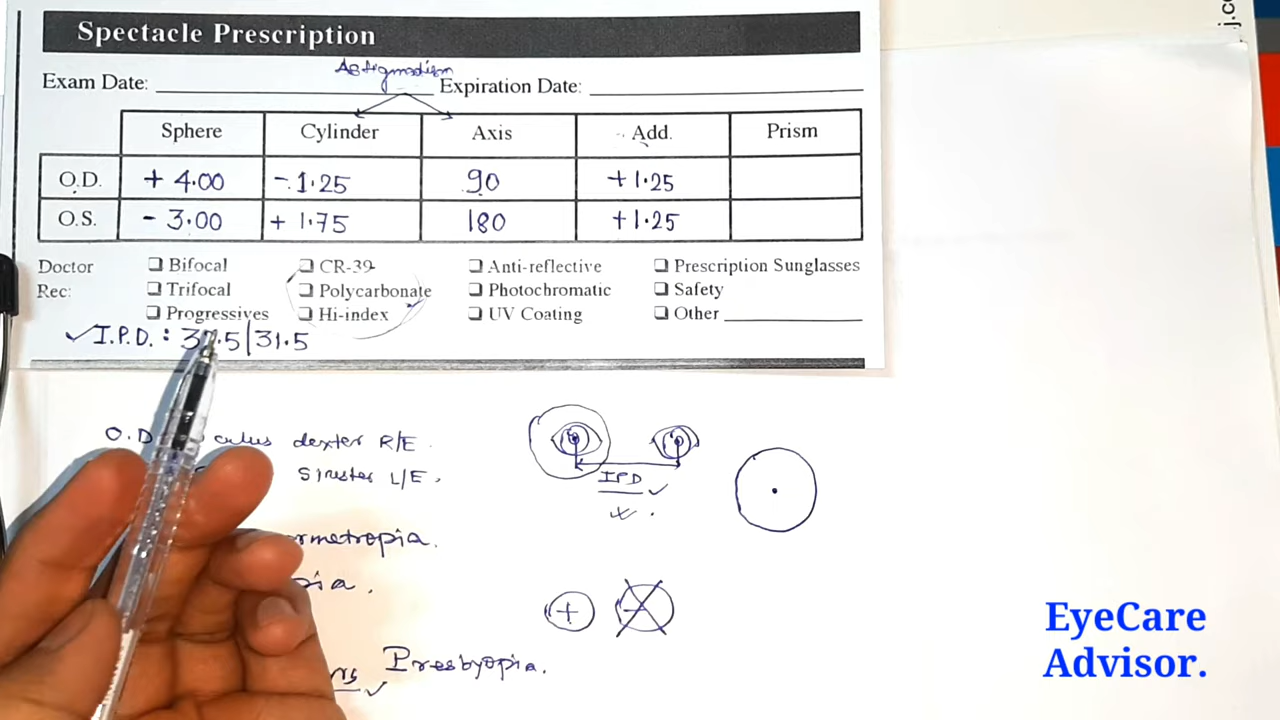 j.co
Spectacle Prescription
Astigmatism
Exam Date: Expiration Date:
Sphere Cylinder Axis Add. Prism
O.D. + 4.00 - 1.25 90 +1.25
O.S. - 3.00 + 1.75 180 +1.25
Doctor Bifocal CR-39 Anti-reflective Prescription Sunglasses
Rec: Trifocal Polycarbonate Photochromatic Safety
Progressives Hi-index UV Coating Other
I.P.D. : 31.5
O.D dexter R/E.
L/E.
IPD
Presbyopia.
EyeCare
Advisor.